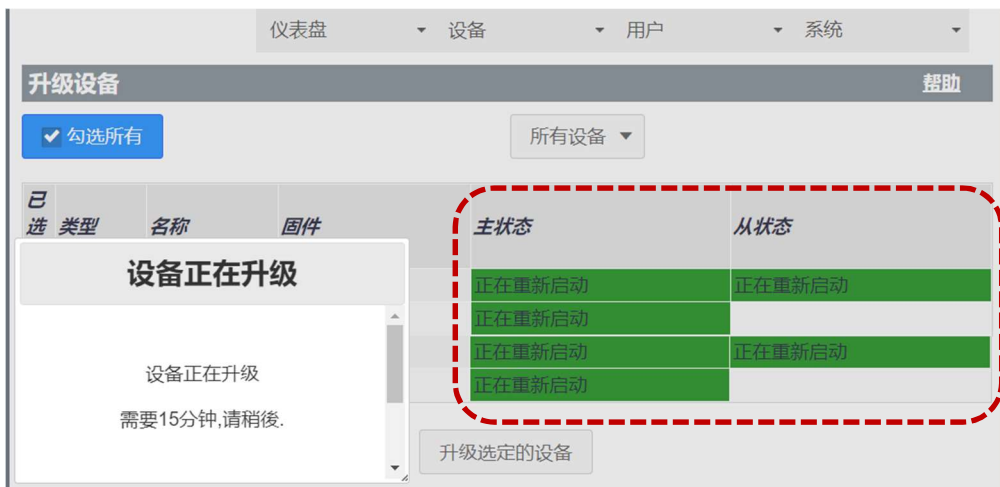 仪表盘 设备 用户 系统
升级设备 帮助
勾选所有 所有设备
已
选 类型 名称 固件 主状态 从状态
设备正在升级
正在重新启动 正在重新启动
正在重新启动
正在重新启动 正在重新启动
正在重新启动
设备正在升级
需要15分钟,请稍後.
升级选定的设备